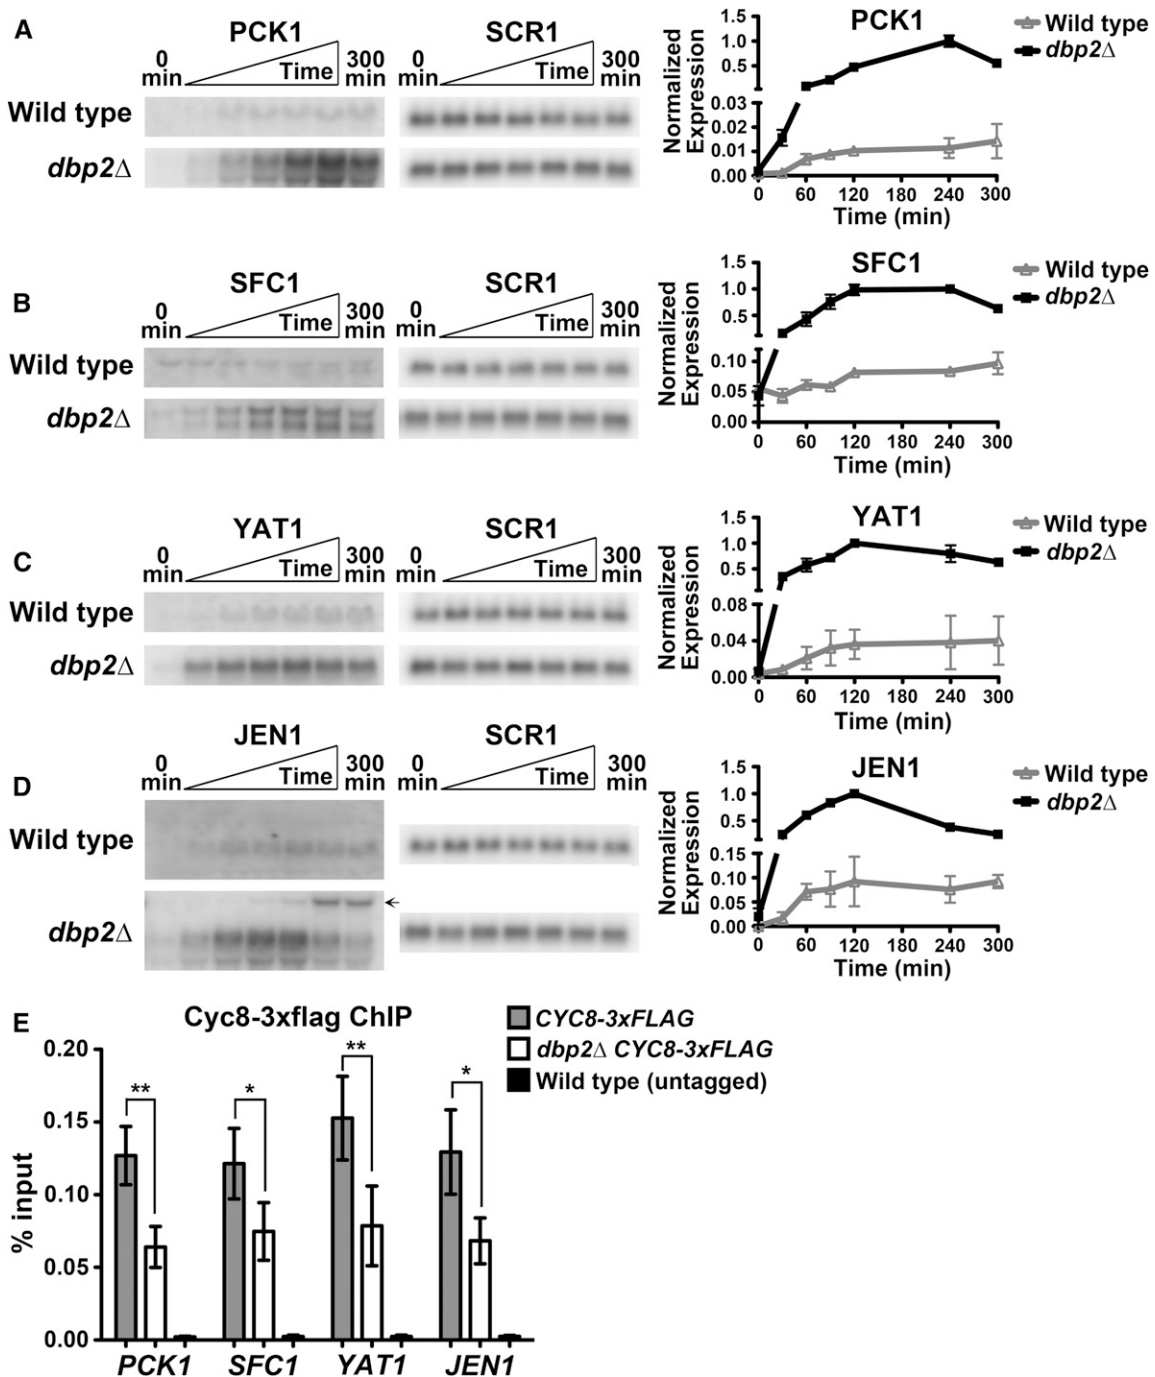 A
PCK1
0 min
Time
300 min
SCR1
0 min
Time
300 min
Wild type
dbp2Δ
PCK1
Normalized Expression
1.5
1.0
0.5
0.03
0.02
0.01
0.00
0 60 120 180 240 300
Time (min)
Wild type
dbp2Δ
B
SFC1
0 min
Time
300 min
SCR1
0 min
Time
300 min
Wild type
dbp2Δ
SFC1
Normalized Expression
1.5
1.0
0.5
0.10
0.05
0.00
0 60 120 180 240 300
Time (min)
Wild type
dbp2Δ
C
YAT1
0 min
Time
300 min
SCR1
0 min
Time
300 min
Wild type
dbp2Δ
YAT1
Normalized Expression
1.5
1.0
0.5
0.08
0.04
0.00
0 60 120 180 240 300
Time (min)
Wild type
dbp2Δ
D
JEN1
0 min
Time
300 min
SCR1
0 min
Time
300 min
Wild type
dbp2Δ
JEN1
Normalized Expression
1.5
1.0
0.5
0.15
0.10
0.05
0.00
0 60 120 180 240 300
Time (min)
Wild type
dbp2Δ
E
Cyc8-3xflag ChIP
CYC8-3xFLAG
dbp2Δ CYC8-3xFLAG
Wild type (untagged)
% input
0.20
0.15
0.10
0.05
0.00
** * ** *
PCK1 SFC1 YAT1 JEN1